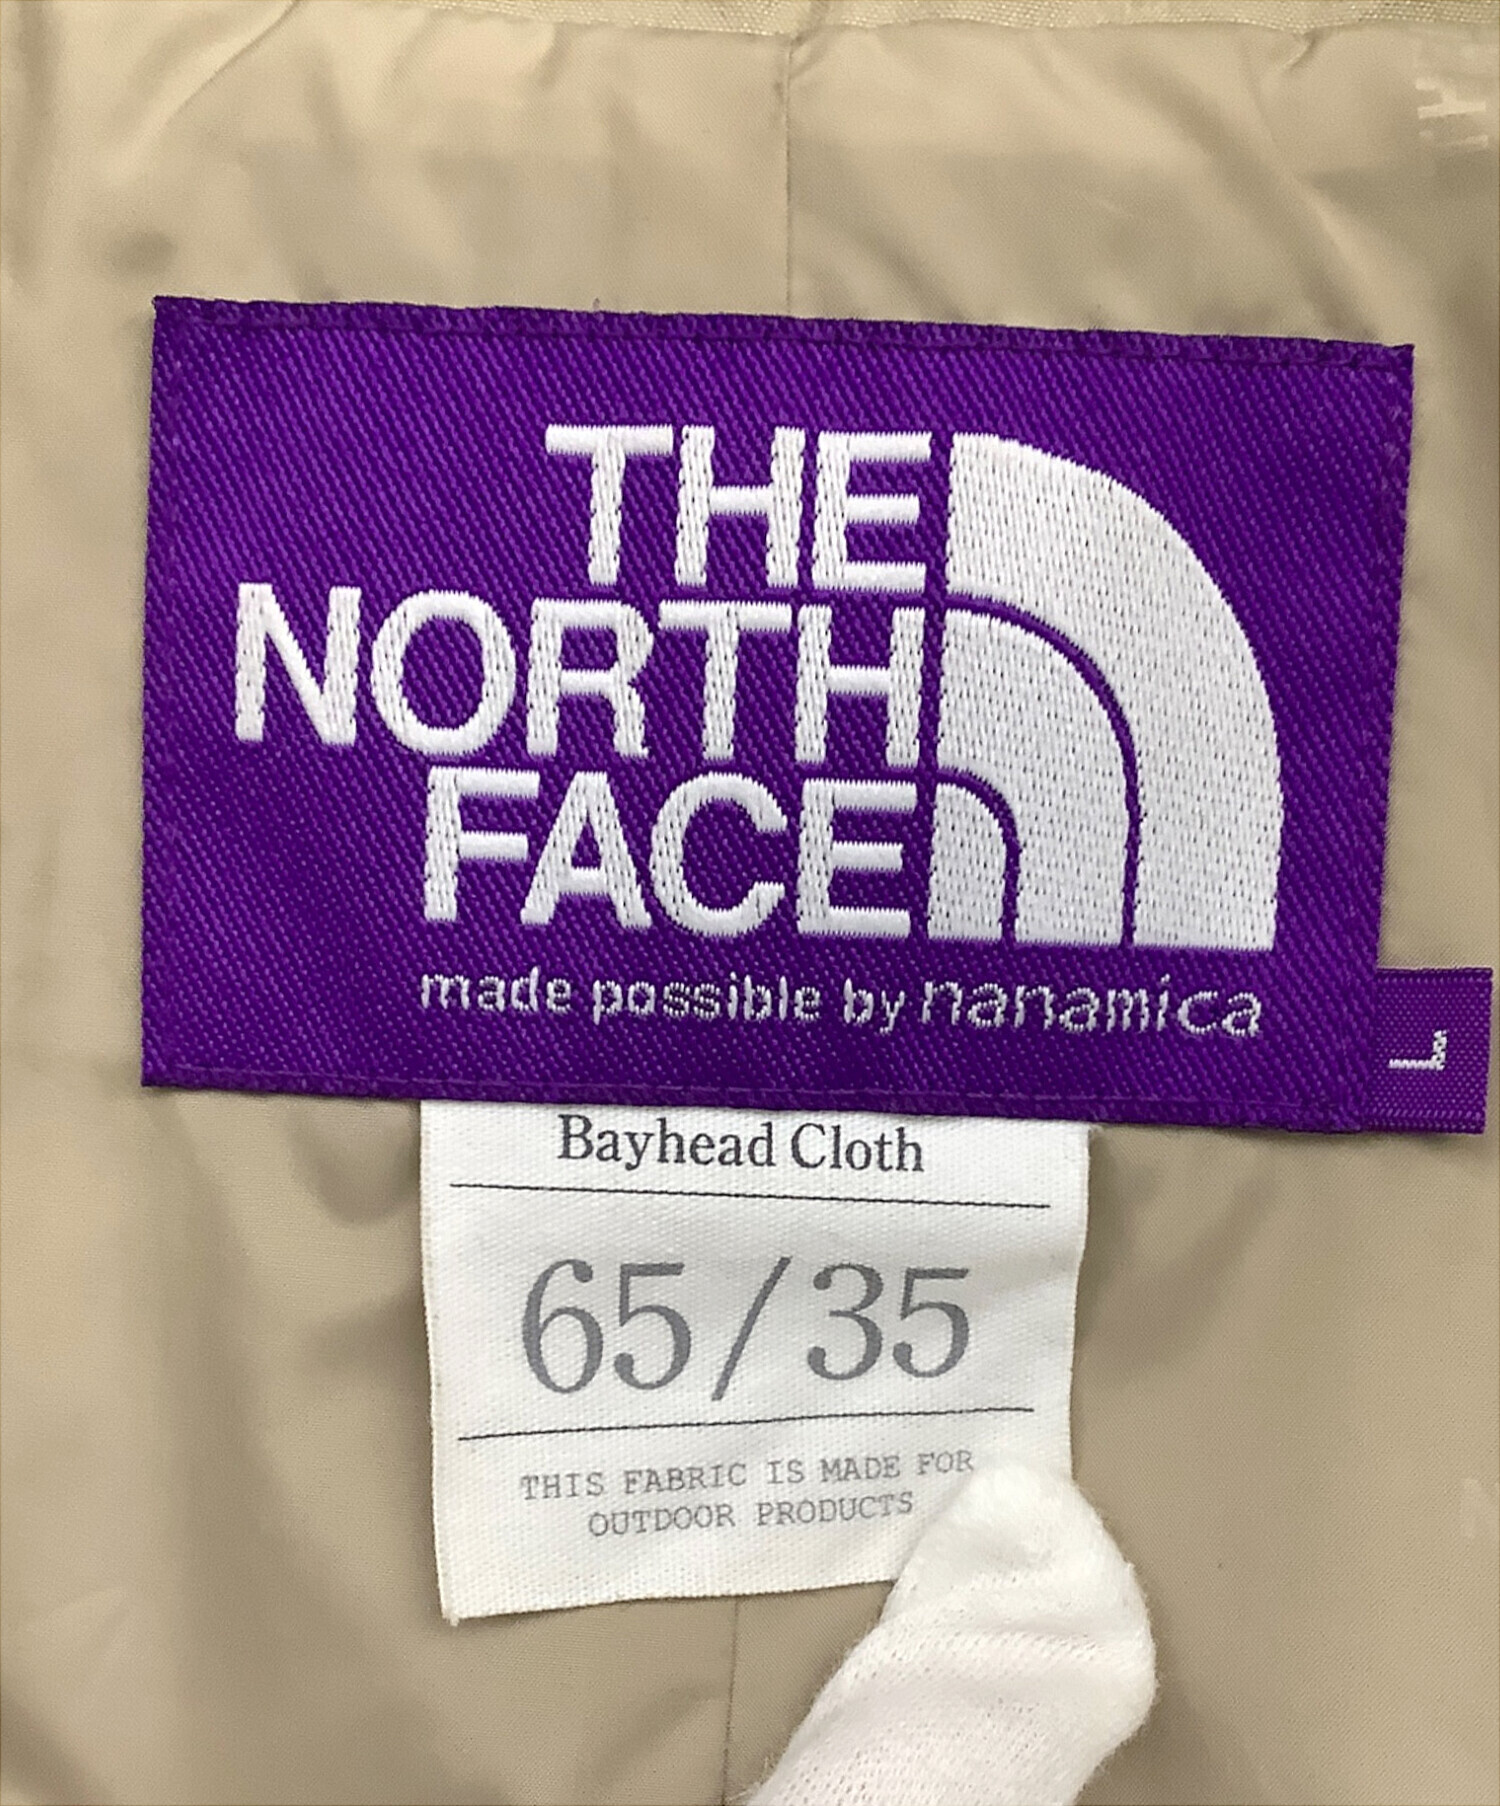 THE
NORTH
FACE
made possible by nanamica
L
Bayhead Cloth
65/35
THIS FABRIC IS MADE FOR
OUTDOOR PRODUCTS